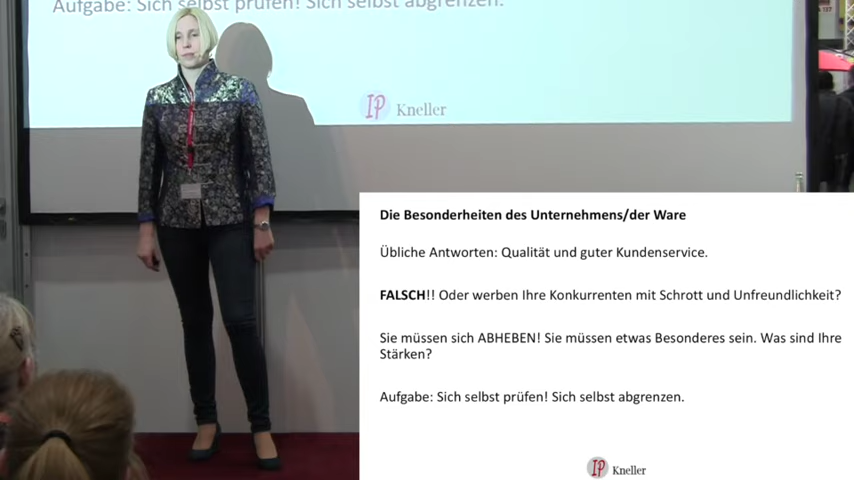 Aufgabe: Sich selbst prüfen! Sich selbst abgrenzen.
IP Kneller
Die Besonderheiten des Unternehmens/der Ware
Übliche Antworten: Qualität und guter Kundenservice.
FALSCH!! Oder werben Ihre Konkurrenten mit Schrott und Unfreundlichkeit?
Sie müssen sich ABHEBEN! Sie müssen etwas Besonderes sein. Was sind Ihre
Stärken?
Aufgabe: Sich selbst prüfen! Sich selbst abgrenzen.
IP Kneller